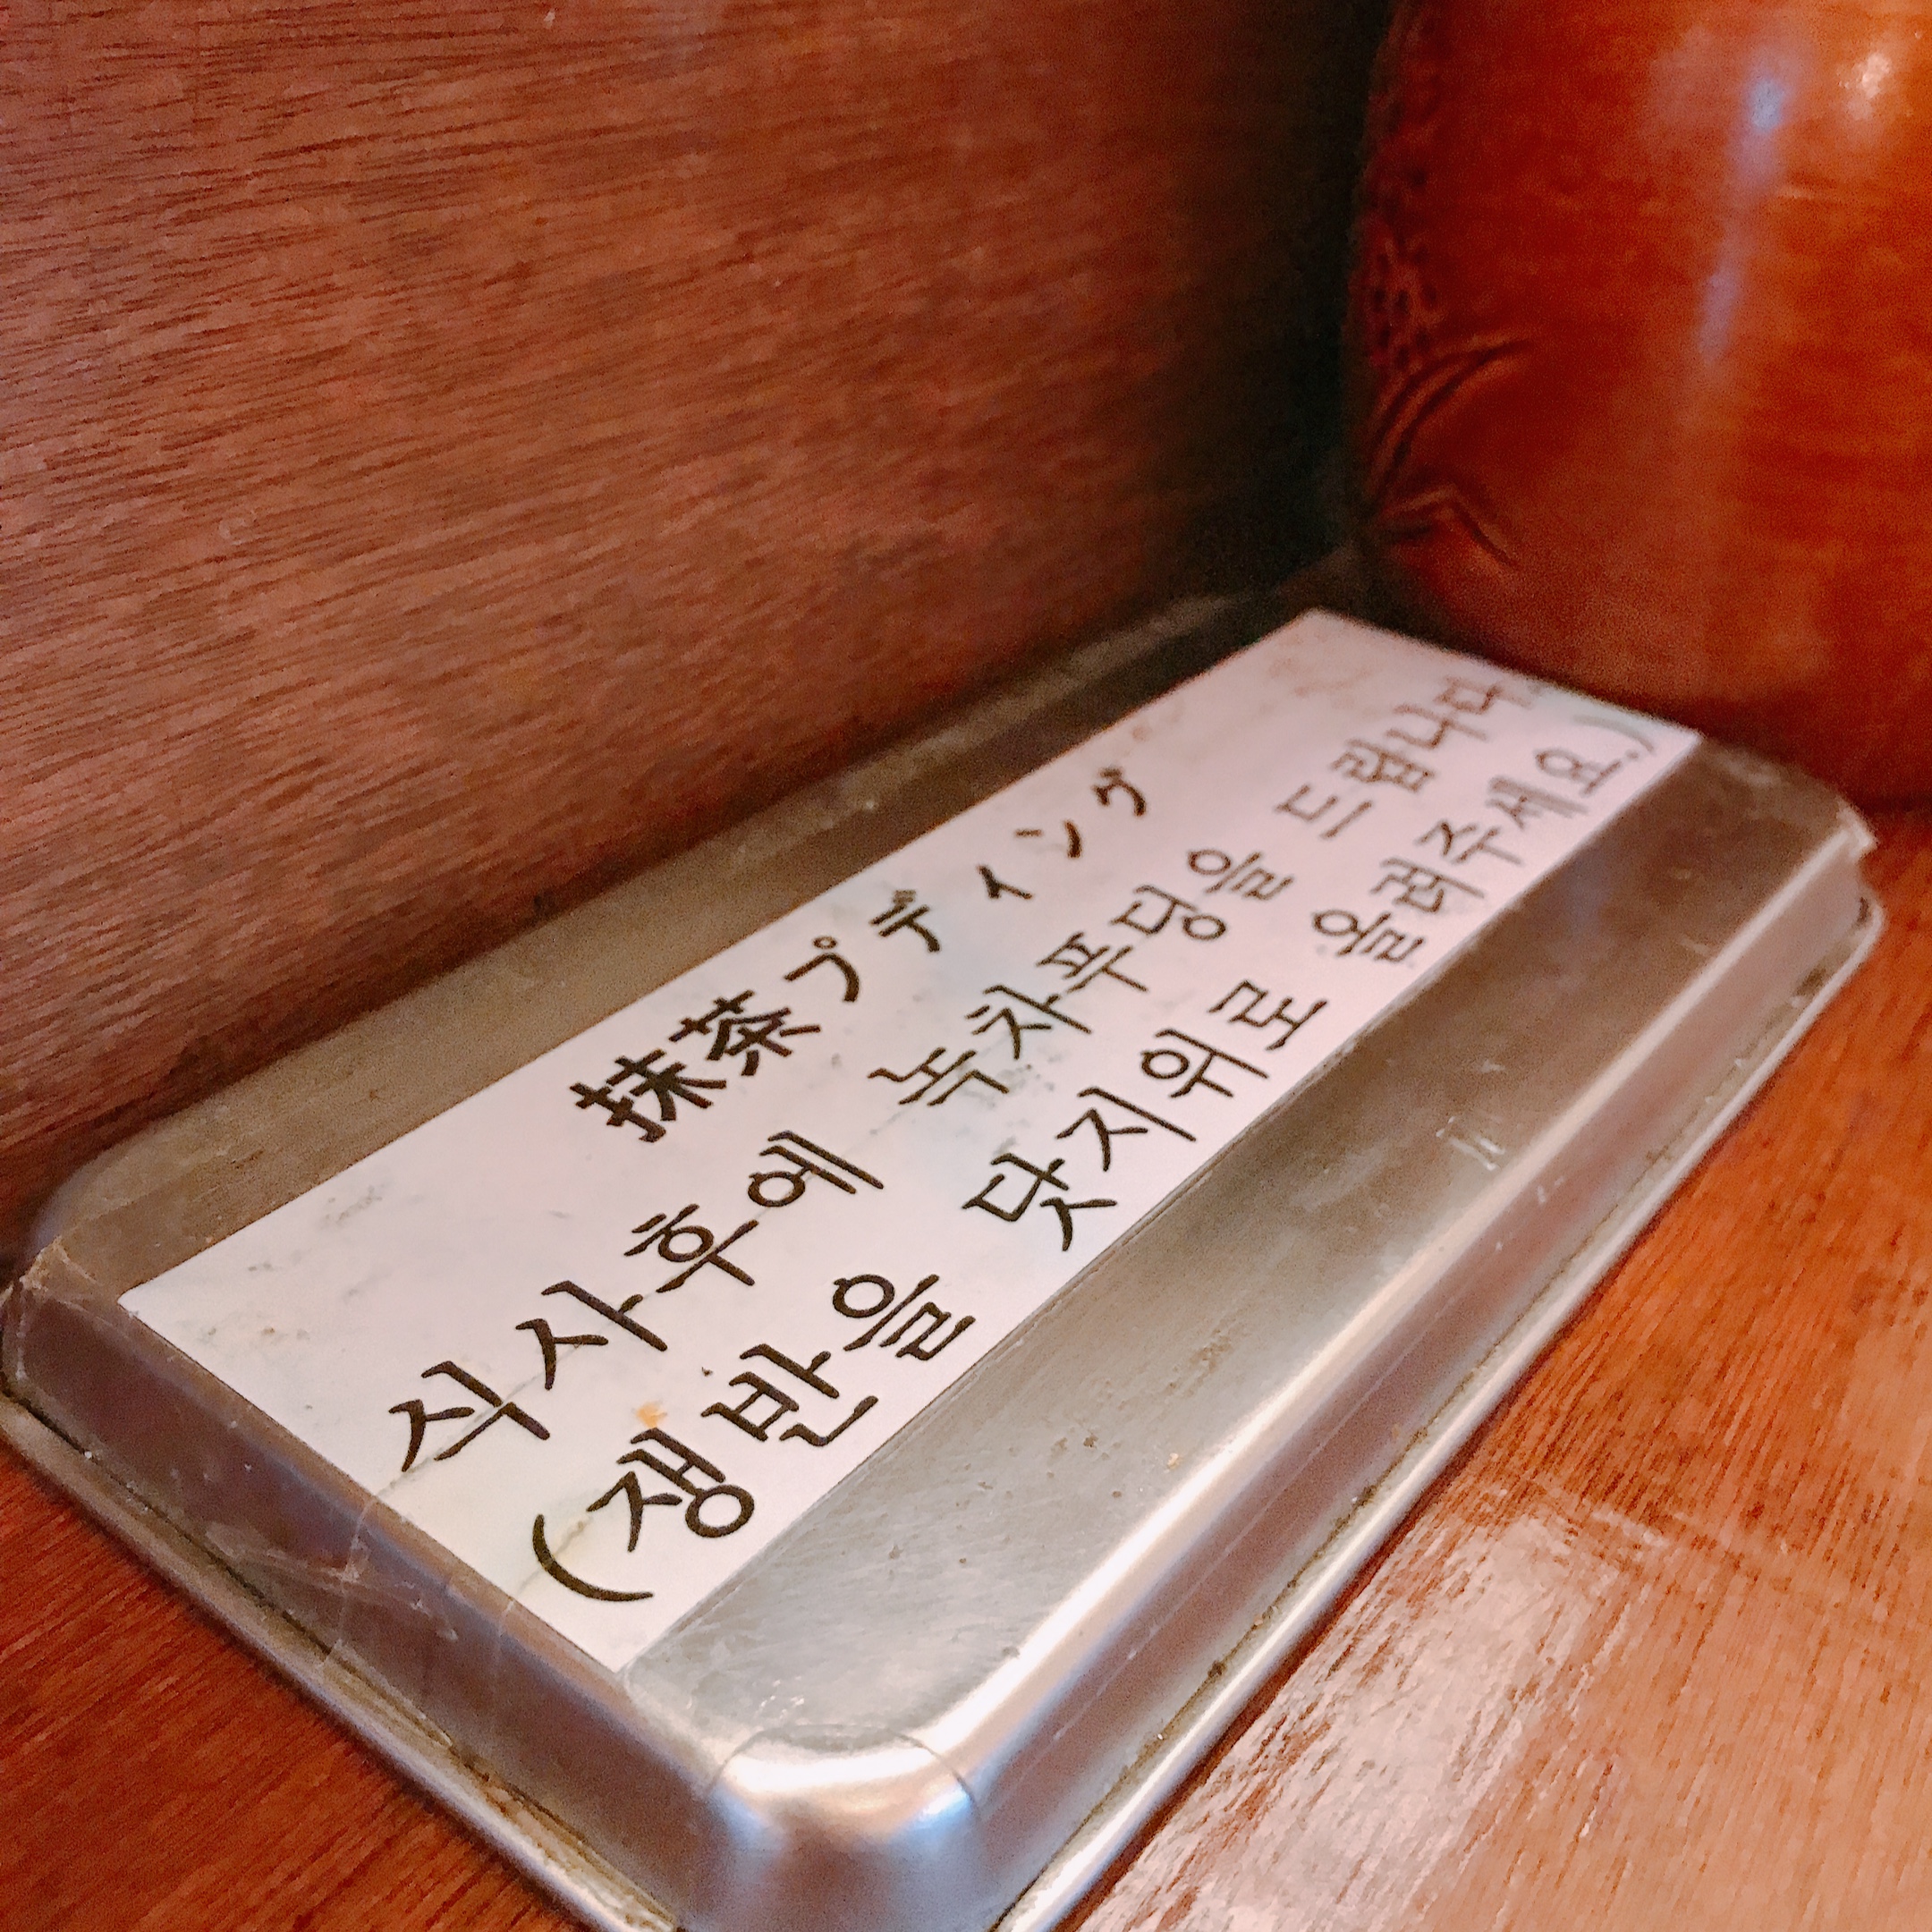 抹茶プディング
식사후에 녹차푸딩을 드립니다.
(쟁반을 닷지위로 올려주세요.)